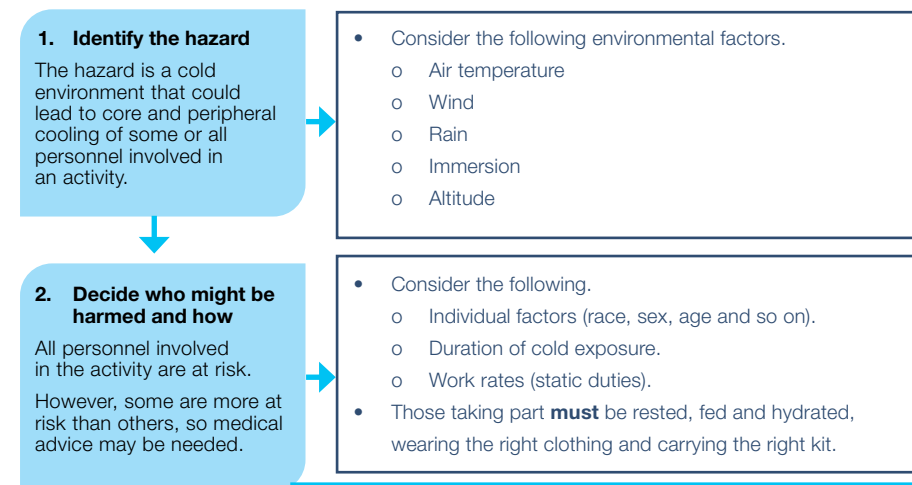 1. Identify the hazard
The hazard is a cold
environment that could
lead to core and peripheral
cooling of some or all
personnel involved in
an activity.
• Consider the following environmental factors.
o Air temperature
o Wind
o Rain
o Immersion
o Altitude
2. Decide who might be
harmed and how
All personnel involved
in the activity are at risk.
However, some are more at
risk than others, so medical
advice may be needed.
• Consider the following.
o Individual factors (race, sex, age and so on).
o Duration of cold exposure.
o Work rates (static duties).
• Those taking part must be rested, fed and hydrated,
wearing the right clothing and carrying the right kit.